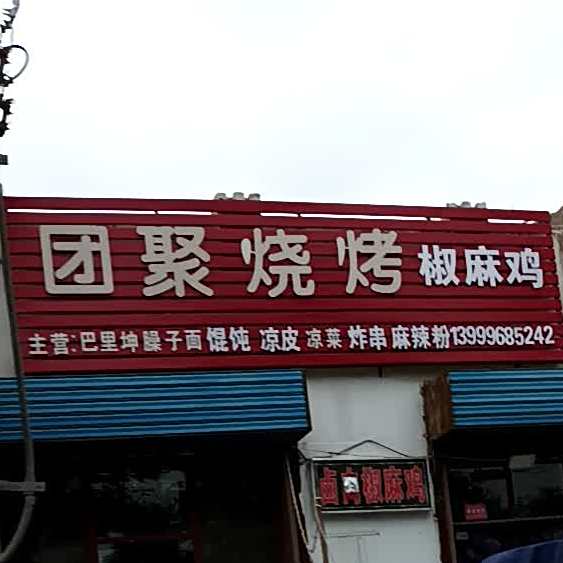 团聚烧烤 椒麻鸡
主营:巴里坤臊子面 馄饨 凉皮 凉菜 炸串 麻辣粉13999685242
卤肉椒麻鸡